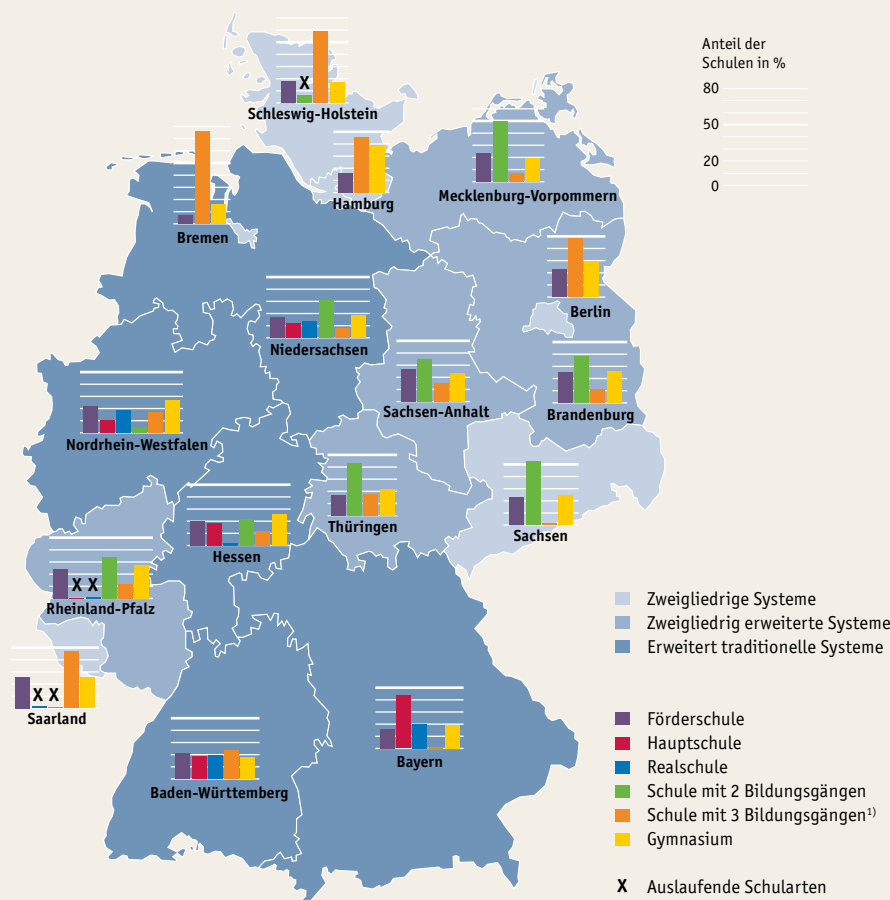 Anteil der
Schulen in %
80
50
20
0
X
Schleswig-Holstein
Hamburg
Mecklenburg-Vorpommern
Bremen
Berlin
Niedersachsen
Sachsen-Anhalt
Brandenburg
Nordrhein-Westfalen
Thüringen
Sachsen
Hessen
X X
Rheinland-Pfalz
X X
Saarland
Baden-Württemberg
Bayern
Zweigliedrige Systeme
Zweigliedrig erweiterte Systeme
Erweitert traditionelle Systeme
Förderschule
Hauptschule
Realschule
Schule mit 2 Bildungsgängen
Schule mit 3 Bildungsgängen¹⁾
Gymnasium
X Auslaufende Schularten